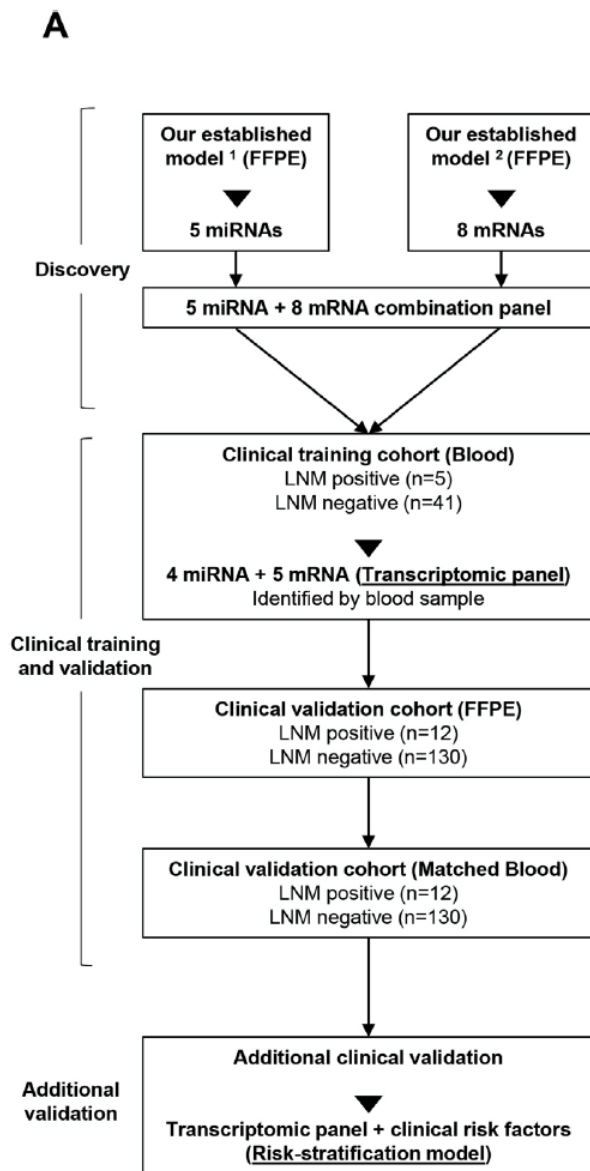 A
Our established
model ¹ (FFPE)
5 miRNAs
Our established
model ² (FFPE)
8 mRNAs
Discovery
5 miRNA + 8 mRNA combination panel
Clinical training cohort (Blood)
LNM positive (n=5)
LNM negative (n=41)
4 miRNA + 5 mRNA (Transcriptomic panel)
Identified by blood sample
Clinical training
and validation
Clinical validation cohort (FFPE)
LNM positive (n=12)
LNM negative (n=130)
Clinical validation cohort (Matched Blood)
LNM positive (n=12)
LNM negative (n=130)
Additional
validation
Additional clinical validation
Transcriptomic panel + clinical risk factors
(Risk-stratification model)